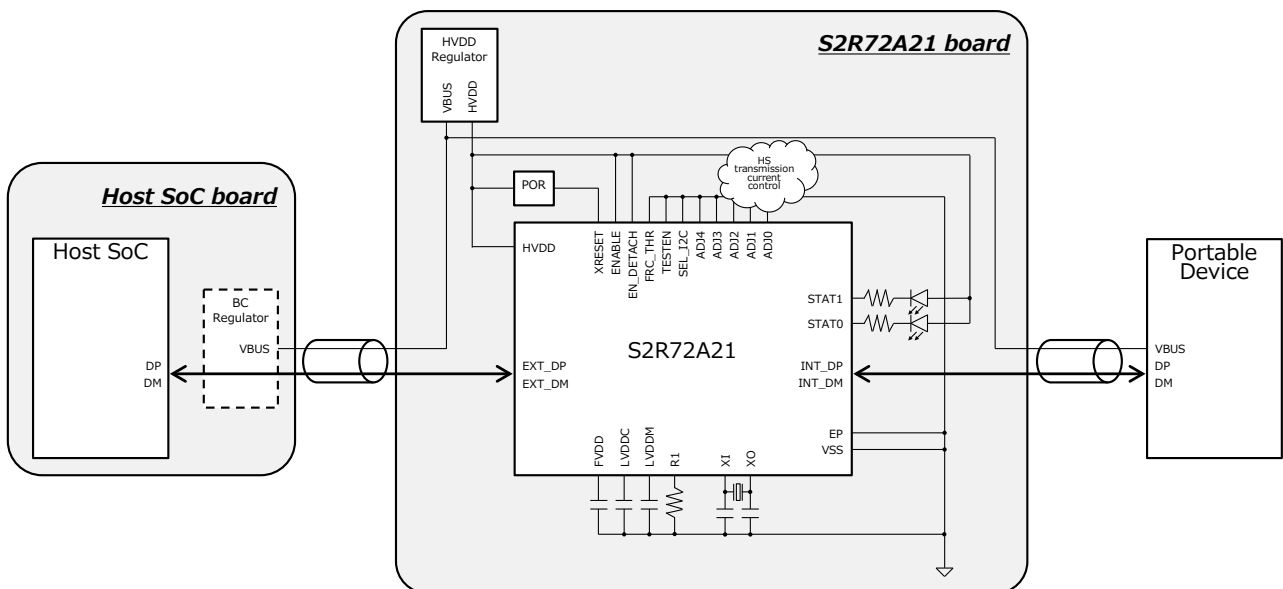 S2R72A21 board
HVDD
Regulator
VBUS
HVDD
HS
transmission
current
control
POR
Host SoC board
Host SoC
BC
Regulator
VBUS
DP
DM
HVDD
XRESET
ENABLE
EN_DETACH
FRC_THR
TESTEN
SEL_I2C
ADJ4
ADJ3
ADJ2
ADJ1
ADJ0
STAT1
STAT0
S2R72A21
EXT_DP
EXT_DM
INT_DP
INT_DM
EP
VSS
FVDD
LVDDC
LVDDM
R1
XI
XO
Portable
Device
VBUS
DP
DM